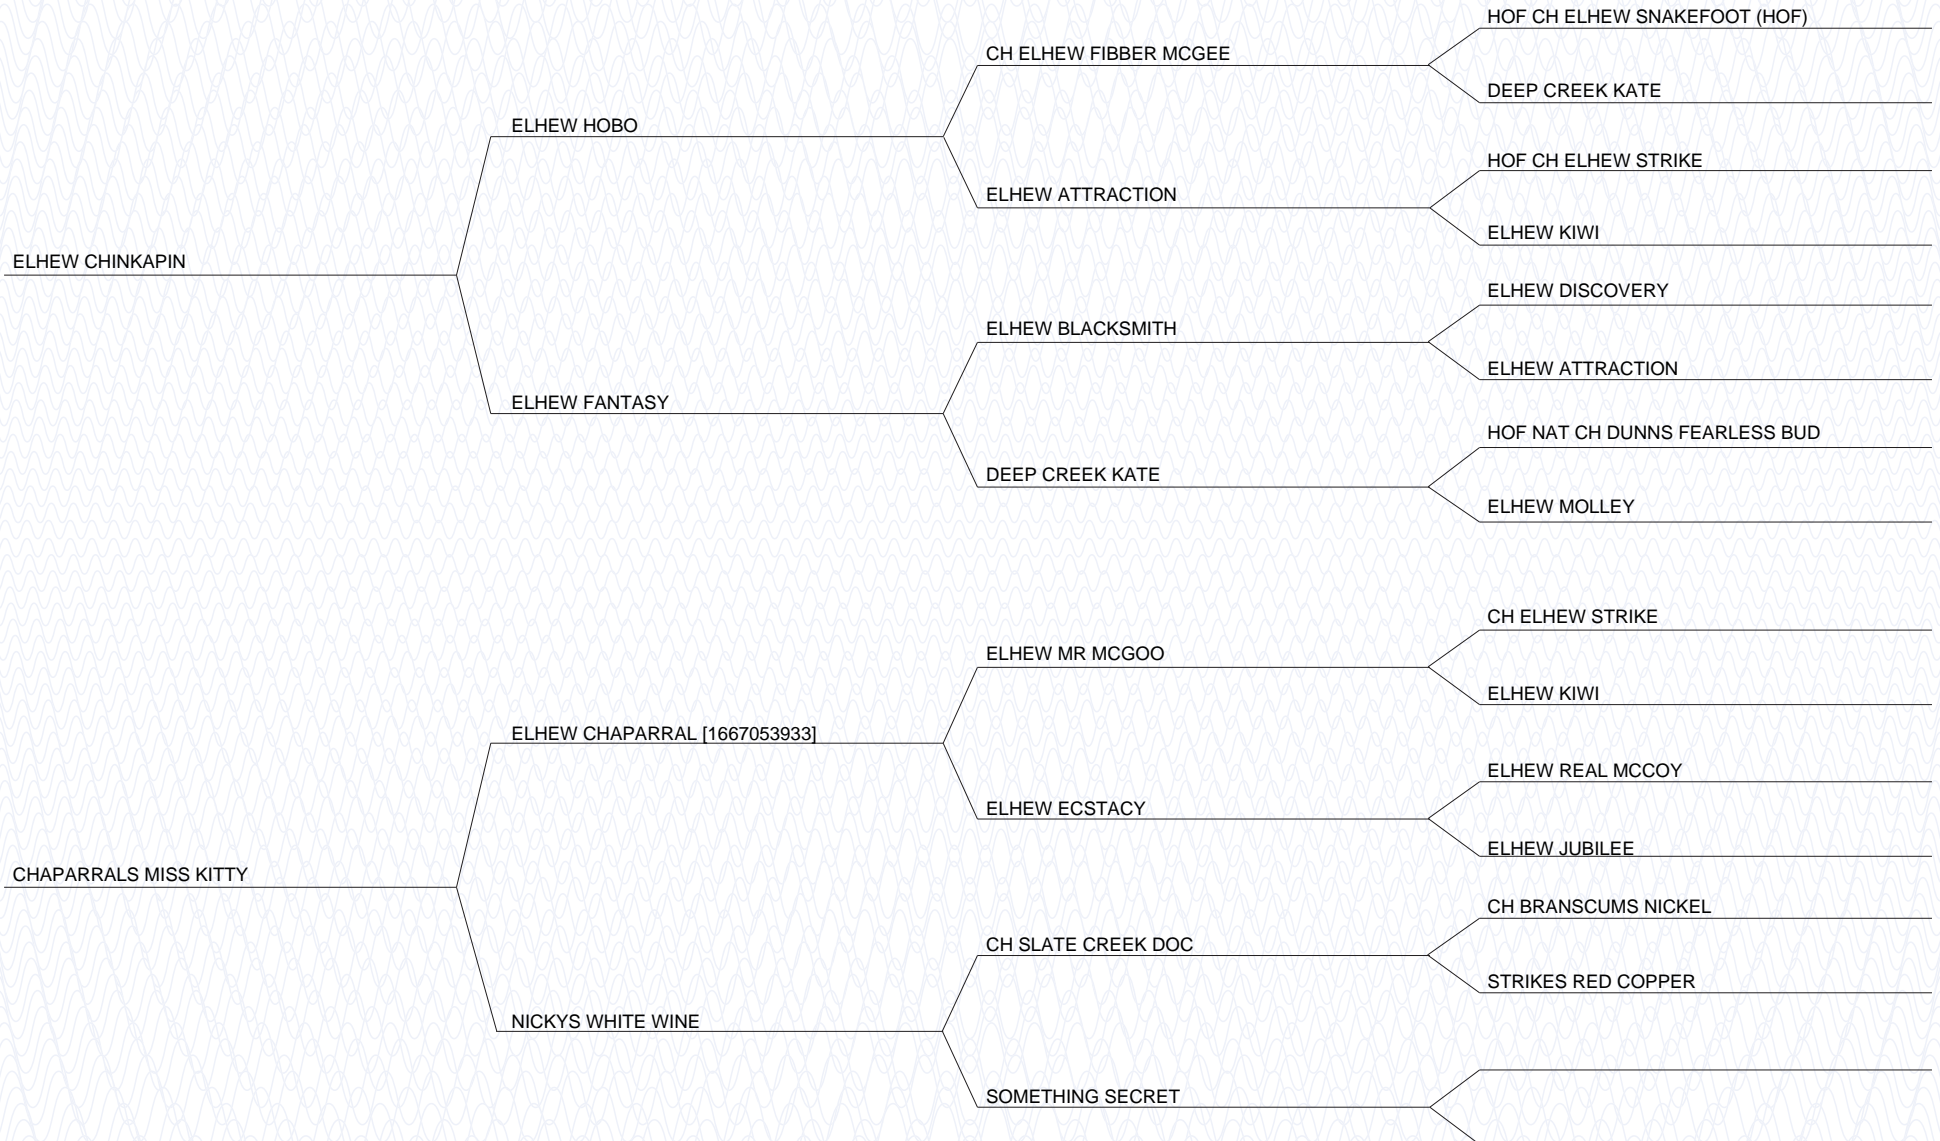 HOF CH ELHEW SNAKEFOOT (HOF)
CH ELHEW FIBBER MCGEE
DEEP CREEK KATE
ELHEW HOBO
HOF CH ELHEW STRIKE
ELHEW ATTRACTION
ELHEW KIWI
ELHEW CHINKAPIN
ELHEW DISCOVERY
ELHEW BLACKSMITH
ELHEW ATTRACTION
ELHEW FANTASY
HOF NAT CH DUNNS FEARLESS BUD
DEEP CREEK KATE
ELHEW MOLLEY
CH ELHEW STRIKE
ELHEW MR MCGOO
ELHEW KIWI
ELHEW CHAPARRAL [1667053933]
ELHEW REAL MCCOY
ELHEW ECSTACY
ELHEW JUBILEE
CHAPARRALS MISS KITTY
CH BRANSCUMS NICKEL
CH SLATE CREEK DOC
STRIKES RED COPPER
NICKYS WHITE WINE
SOMETHING SECRET